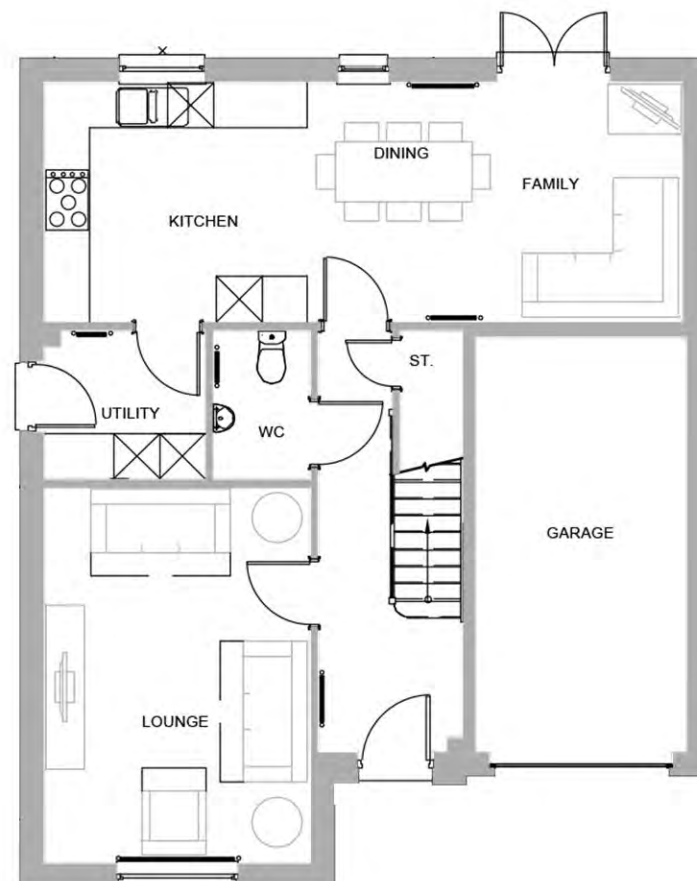 DINING
FAMILY
KITCHEN
ST.
UTILITY
WC
GARAGE
LOUNGE